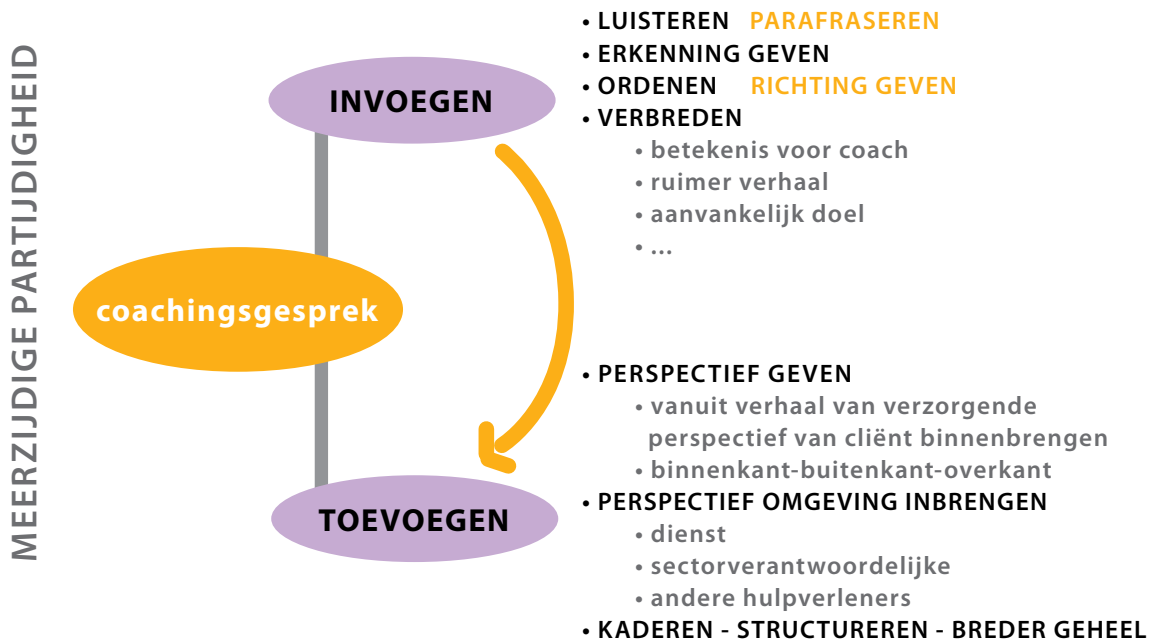 MEERZIJDIGE PARTIJDIGHEID
INVOEGEN
• LUISTEREN PARAFRASEREN
• ERKENNING GEVEN
• ORDENEN RICHTING GEVEN
• VERBREDEN
• betekenis voor coach
• ruimer verhaal
• aanvankelijk doel
• ...
coachingsgesprek
TOEVOEGEN
• PERSPECTIEF GEVEN
• vanuit verhaal van verzorgende
perspectief van cliënt binnenbrengen
• binnenkant-buitenkant-overkant
• PERSPECTIEF OMGEVING INBRENGEN
• dienst
• sectorverantwoordelijke
• andere hulpverleners
• KADEREN - STRUCTUREREN - BREDER GEHEEL